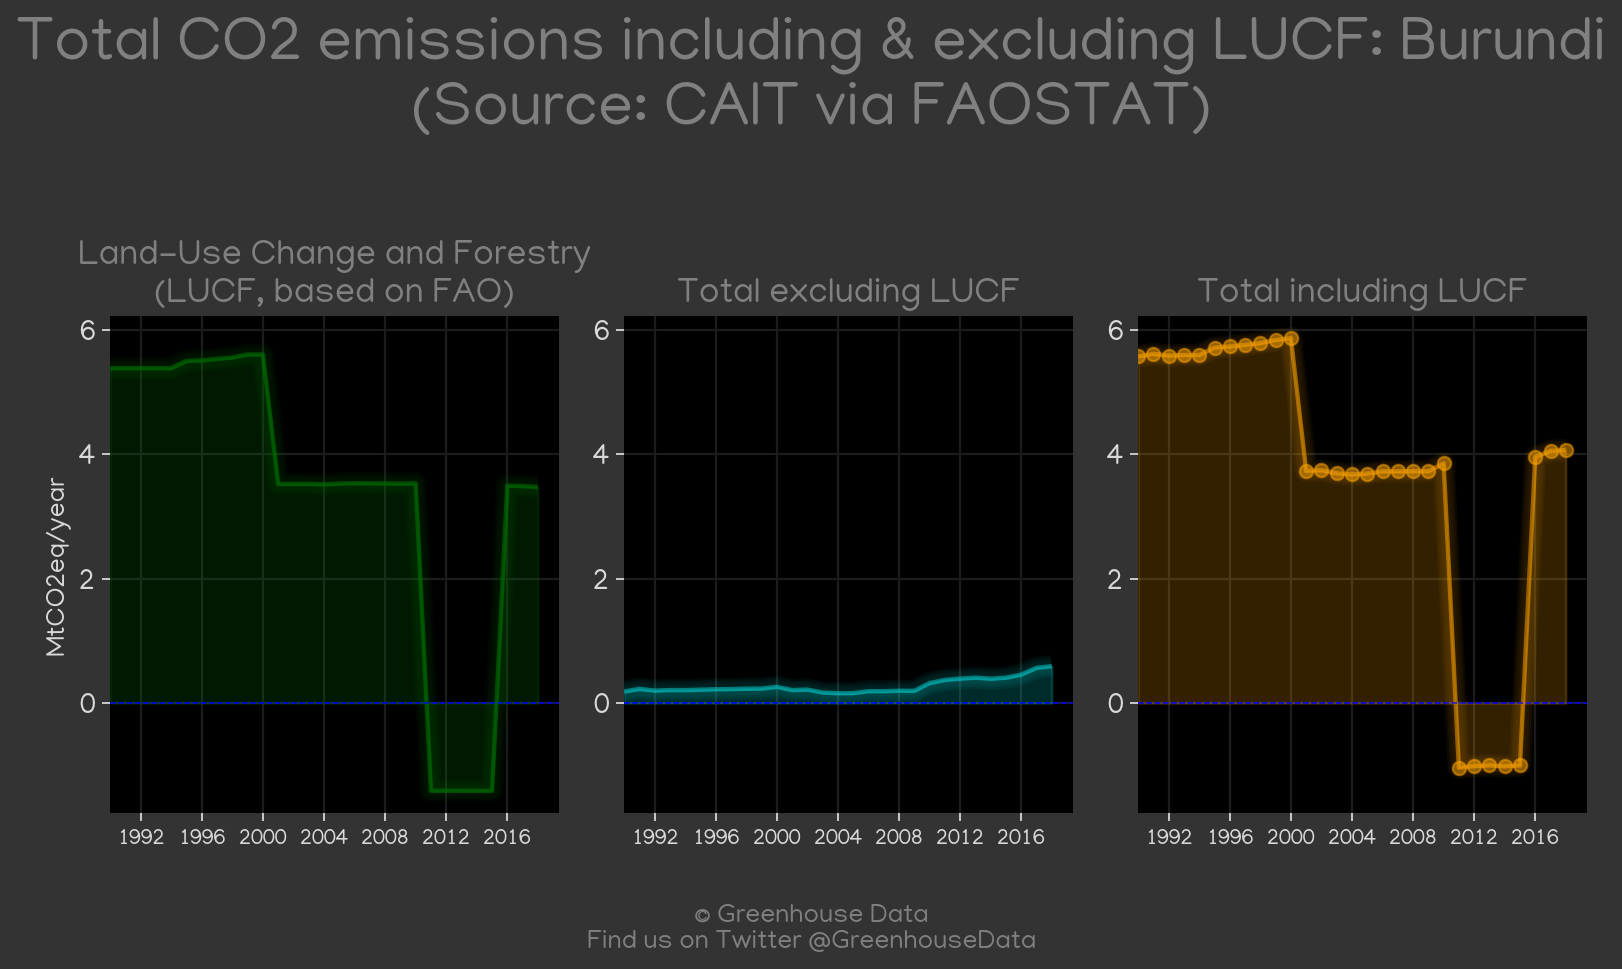 Total CO2 emissions including & excluding LUCF: Burundi
(Source: CAIT via FAOSTAT)
Land-Use Change and Forestry
(LUCF, based on FAO)
Total excluding LUCF
Total including LUCF
MtCO2eq/year
6
4
2
0
1992 1996 2000 2004 2008 2012 2016
6
4
2
0
1992 1996 2000 2004 2008 2012 2016
6
4
2
0
1992 1996 2000 2004 2008 2012 2016
© Greenhouse Data
Find us on Twitter @GreenhouseData